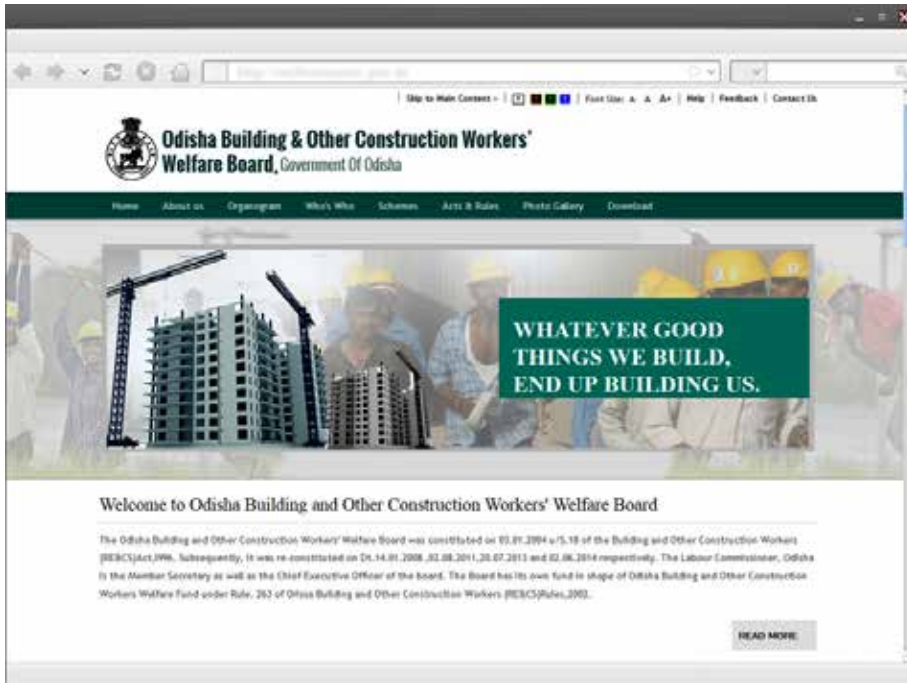 Skip to Main Content | T | Font Size: A A A+ | Help | Feedback | Contact Us
Odisha Building & Other Construction Workers'
Welfare Board, Government Of Odisha
Home About us Organogram Who's Who Schemes Acts & Rules Photo Gallery Download
WHATEVER GOOD
THINGS WE BUILD,
END UP BUILDING US.
Welcome to Odisha Building and Other Construction Workers' Welfare Board
The Odisha Building and Other Construction Workers' Welfare Board was constituted on 03.01.2004 u/S.18 of the Building and Other Construction Workers
(RE&CS)Act,1996. Subsequently, it was re-constituted on Dt.14.01.2008 ,02.08.2011,20.07
2013 and 02.06.2014 respectively. The Labour Commissioner, Odisha
is the Member Secretary as well as the Chief Executive Officer of the board. The Board has its own fund in shape of Odisha Building and Other Construction
Workers Welfare Fund under Rule. 263 of Orissa Building and Other Construction Workers (RE&CS)Rules,2002.
READ MORE